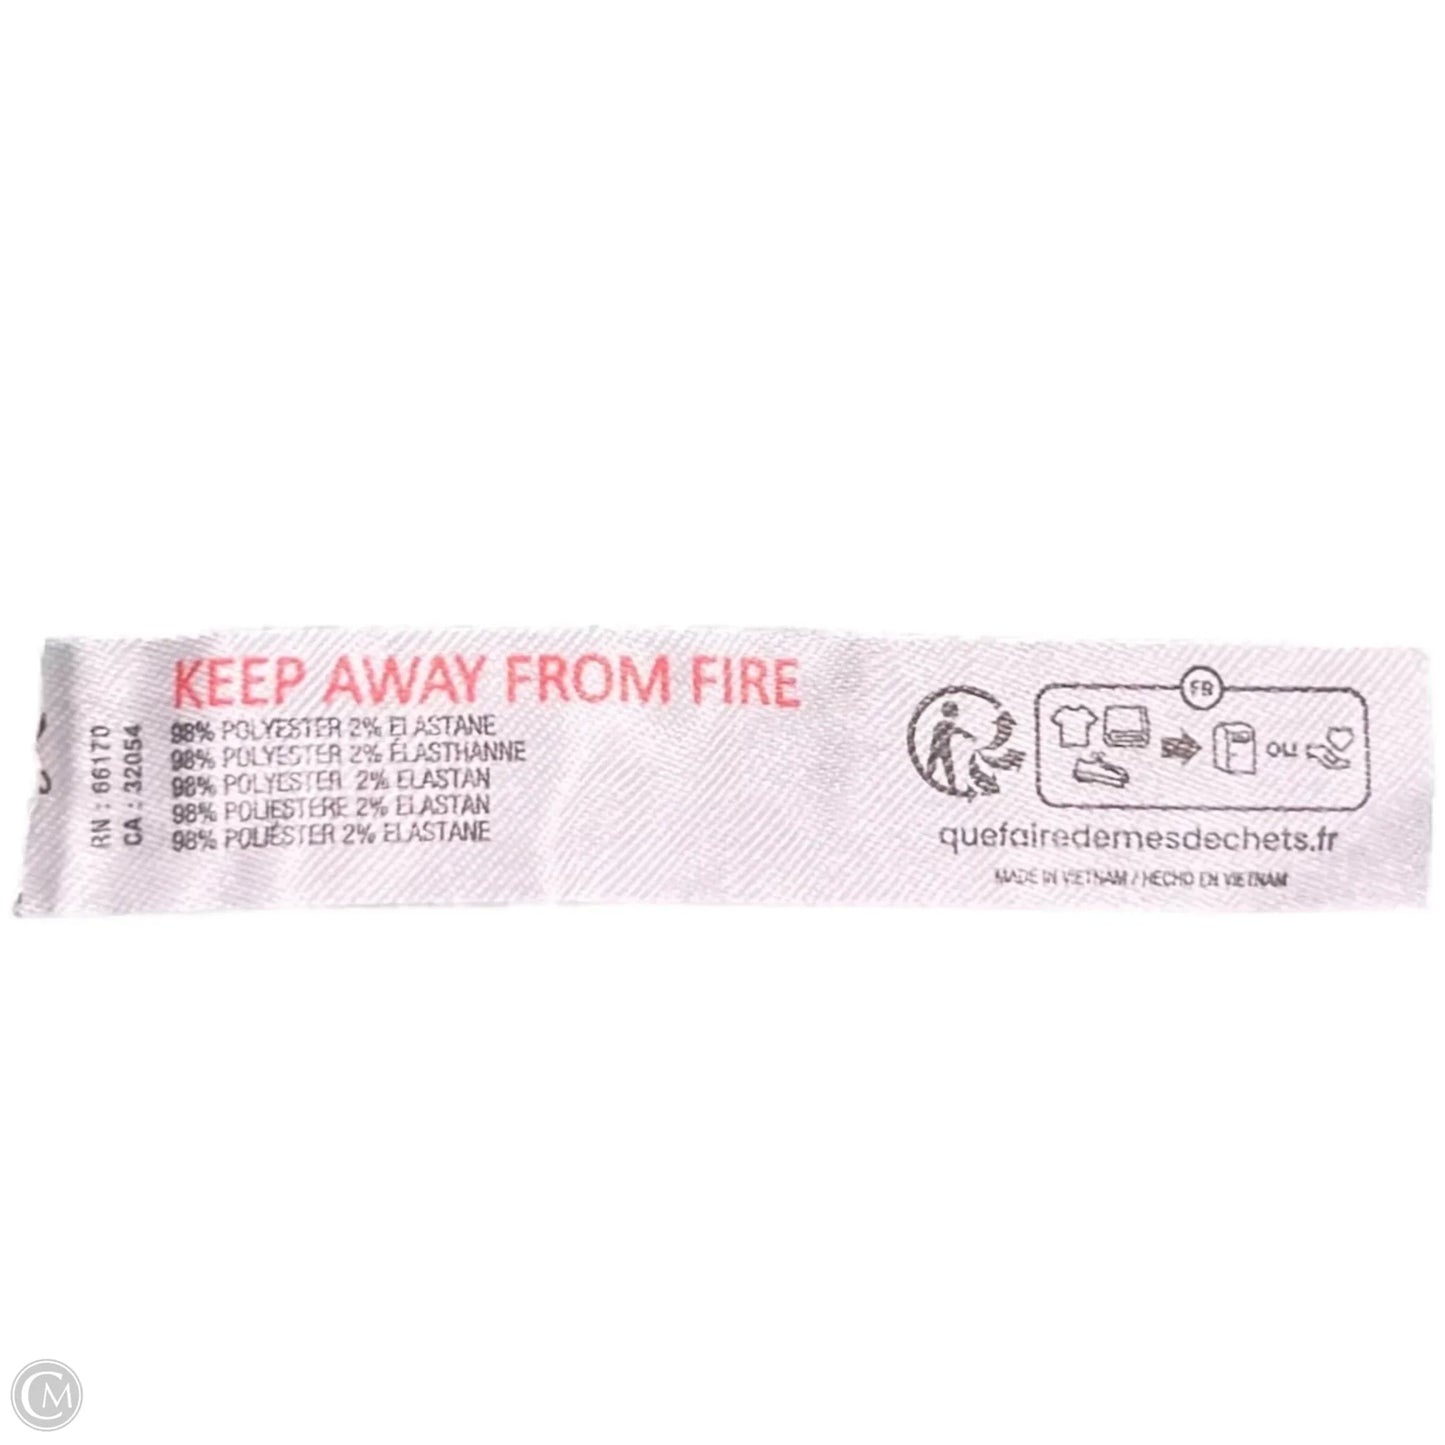 KEEP AWAY FROM FIRE
98% POLYESTER 2% ELASTANE
98% POLYESTER 2% ÉLASTHANNE
98% POLYESTER 2% ELASTAN
98% POLIESTERE 2% ELASTAN
98% POLIÉSTER 2% ELASTANE
RN : 66170
CA : 32054
FR
OU
quefairedemesdechets.fr
MADE IN VIETNAM / HECHO EN VIETNAM
CM